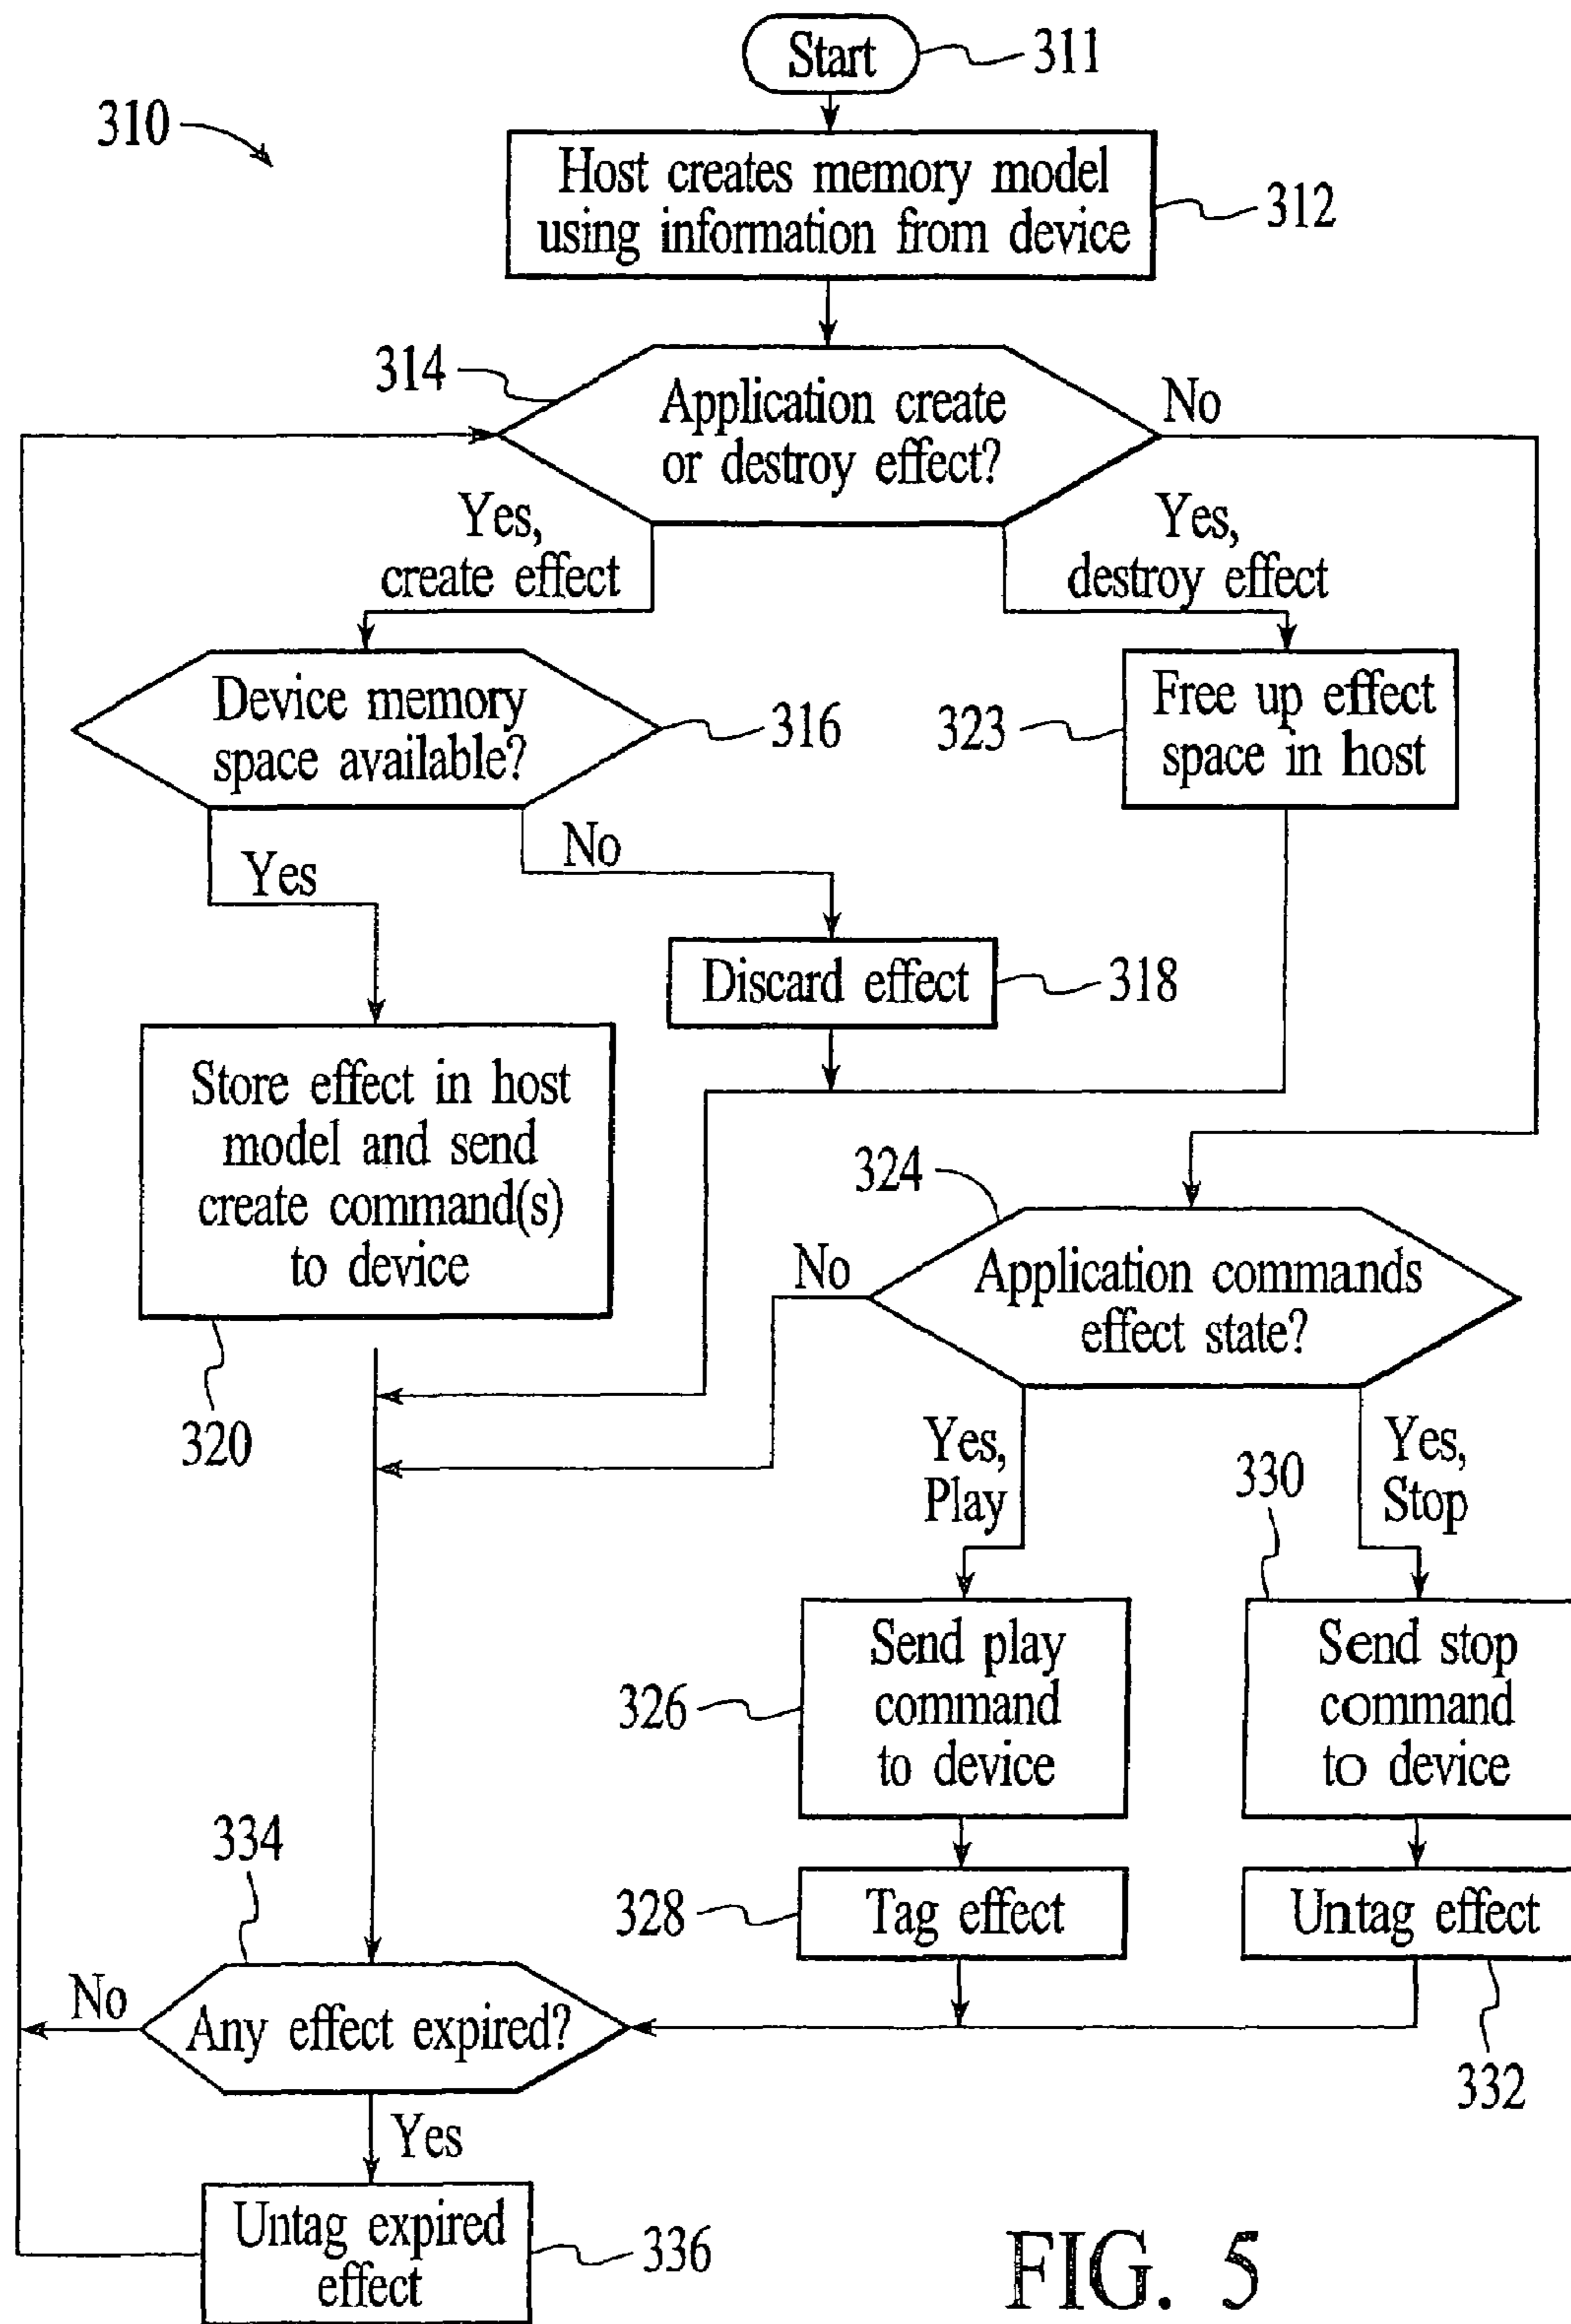 Start
311
310
Host creates memory model
using information from device
312
314
Application create
or destroy effect?
No
Yes,
create effect
Yes,
destroy effect
Device memory
space available?
316
323
Free up effect
space in host
Yes
No
Discard effect
318
Store effect in host
model and send
create command(s)
to device
320
324
No
Application commands
effect state?
Yes,
Play
330
Yes,
Stop
326
Send play
command
to device
Send stop
command
to device
334
328
Tag effect
Untag effect
No
Any effect expired?
332
Yes
Untag expired
effect
336
FIG. 5